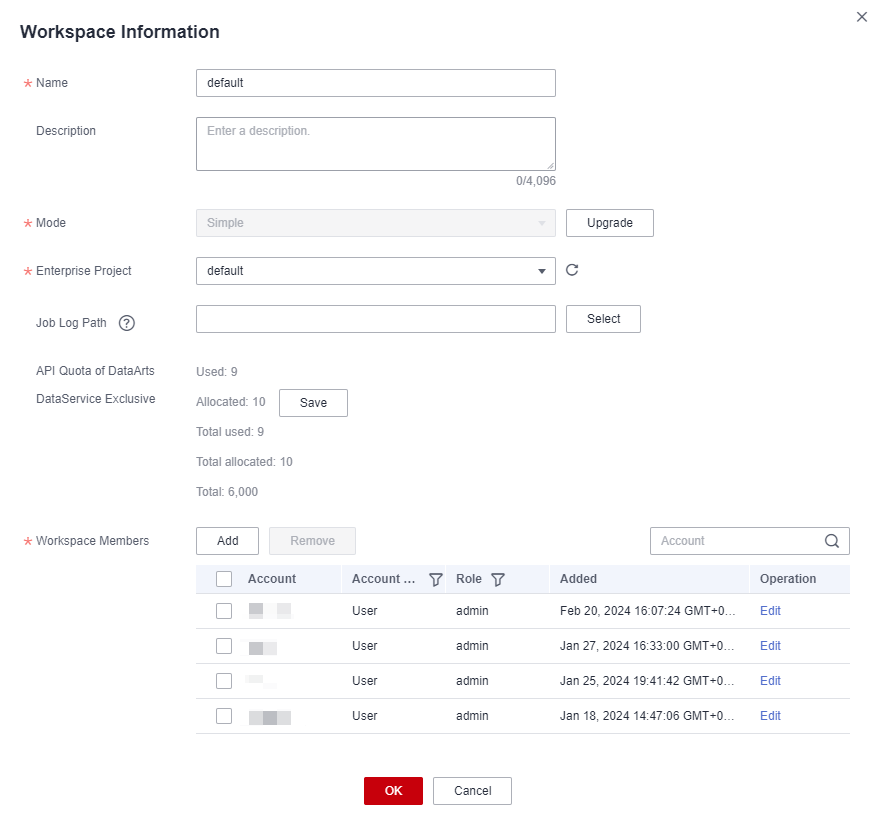 Workspace Information
* Name default
Description Enter a description.
0/4,096
* Mode Simple Upgrade
* Enterprise Project default
Job Log Path ? Select
API Quota of DataArts Used: 9
DataService Exclusive Allocated: 10 Save
Total used: 9
Total allocated: 10
Total: 6,000
* Workspace Members Add Remove Account
Account Account ... Role Added Operation
User admin Feb 20, 2024 16:07:24 GMT+0... Edit
User admin Jan 27, 2024 16:33:00 GMT+0... Edit
User admin Jan 25, 2024 19:41:42 GMT+0... Edit
User admin Jan 18, 2024 14:47:06 GMT+0... Edit
OK Cancel